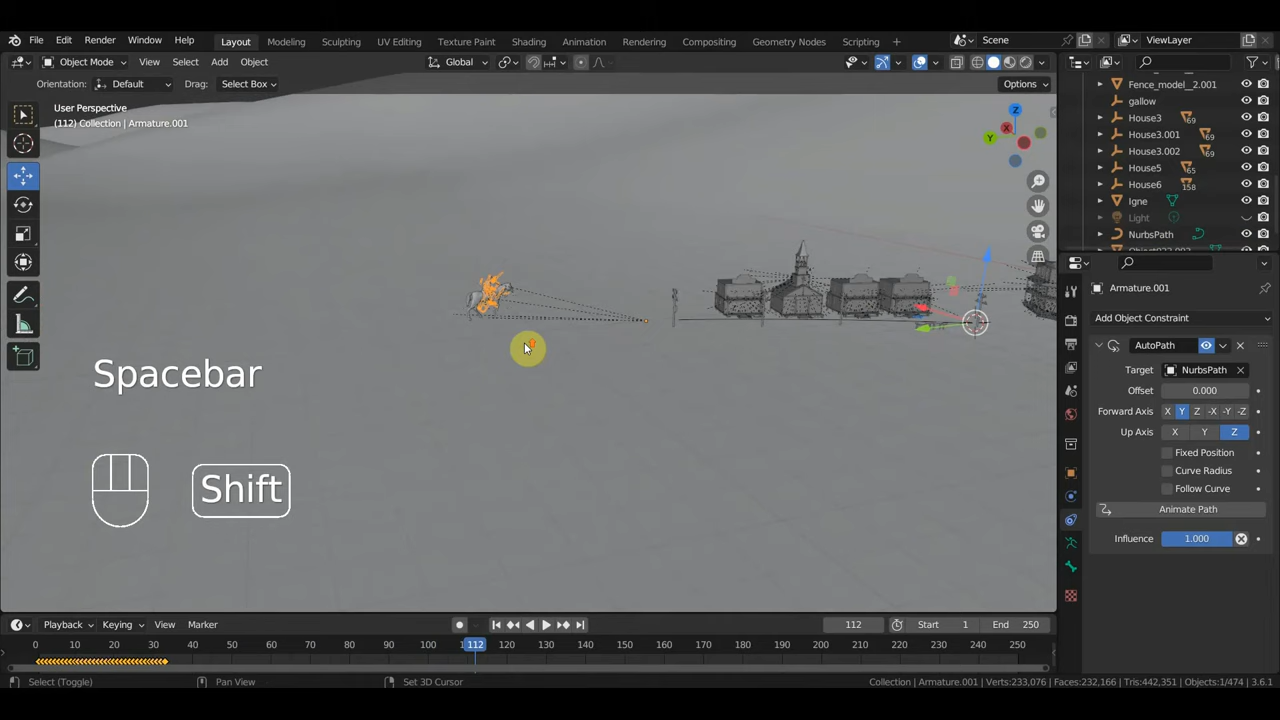 File Edit Render Window Help Layout Modeling Sculpting UV Editing Texture Paint Shading Animation Rendering Compositing Geometry Nodes Scripting + Scene ViewLayer
Object Mode View Select Add Object Global
Orientation: Default Drag: Select Box Options
User Perspective
(112) Collection | Armature.001
Z
X
Y
Fence_model__2.001
gallow
House3 69
House3.001 69
House3.002 69
House5 65
House6 158
Igne
Light
NurbsPath
Armature.001
Add Object Constraint
AutoPath
Target NurbsPath
Offset 0.000
Forward Axis X Y Z -X -Y -Z
Up Axis X Y Z
Fixed Position
Curve Radius
Follow Curve
Animate Path
Influence 1.000
Spacebar
Shift
Playback Keying View Marker 112 Start 1 End 250
0 10 20 30 40 50 60 70 80 90 100 112 120 130 140 150 160 170 180 190 200 210 220 230 240 250
Select (Toggle) Pan View Set 3D Cursor Collection | Armature.001 | Verts:233,076 | Faces:232,166 | Tris:442,351 | Objects:1/474 | 3.6.1